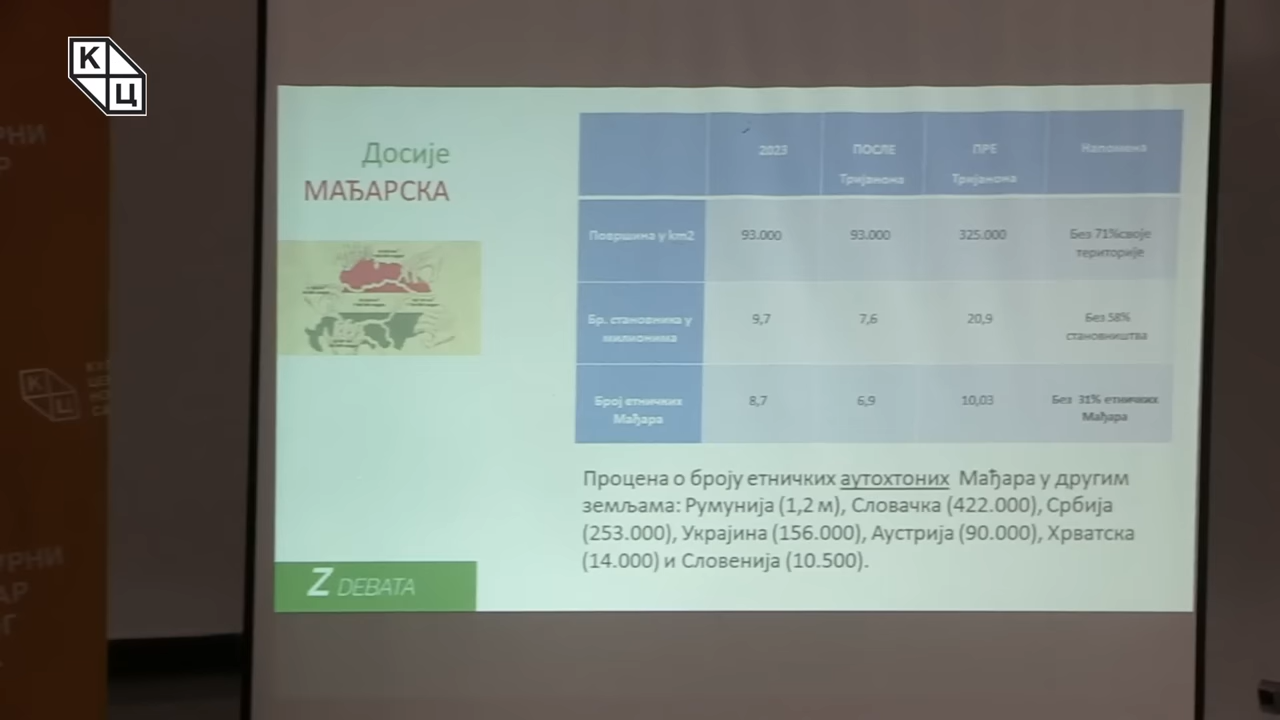 К
Ц
Досије
МАЂАРСКА
2023
ПОСЛЕ
Тријанона
ПРЕ
Тријанона
Напомена
Површина у km2
93.000
93.000
325.000
Без 71%своје
територије
Бр. становника у
милионима
9,7
7,6
20,9
Без 58%
становништва
Број етничких
Мађара
8,7
6,9
10,03
Без 31% етничких
Мађара
Процена о броју етничких аутохтоних Мађара у другим
земљама: Румунија (1,2 м), Словачка (422.000), Србија
(253.000), Украјина (156.000), Аустрија (90.000), Хрватска
(14.000) и Словенија (10.500).
Z DEBATA
К
Ц